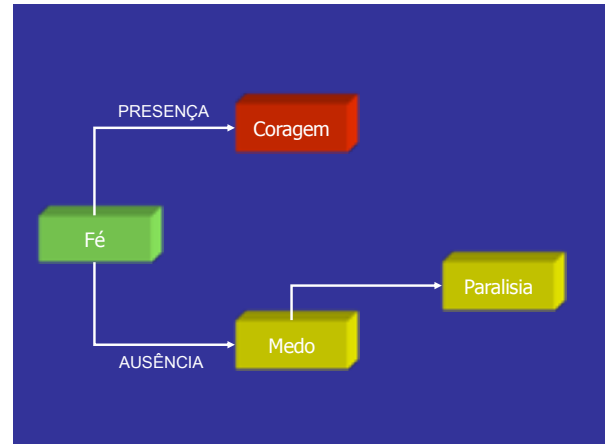 PRESENÇA
Coragem
Fé
Paralisia
Medo
AUSÊNCIA